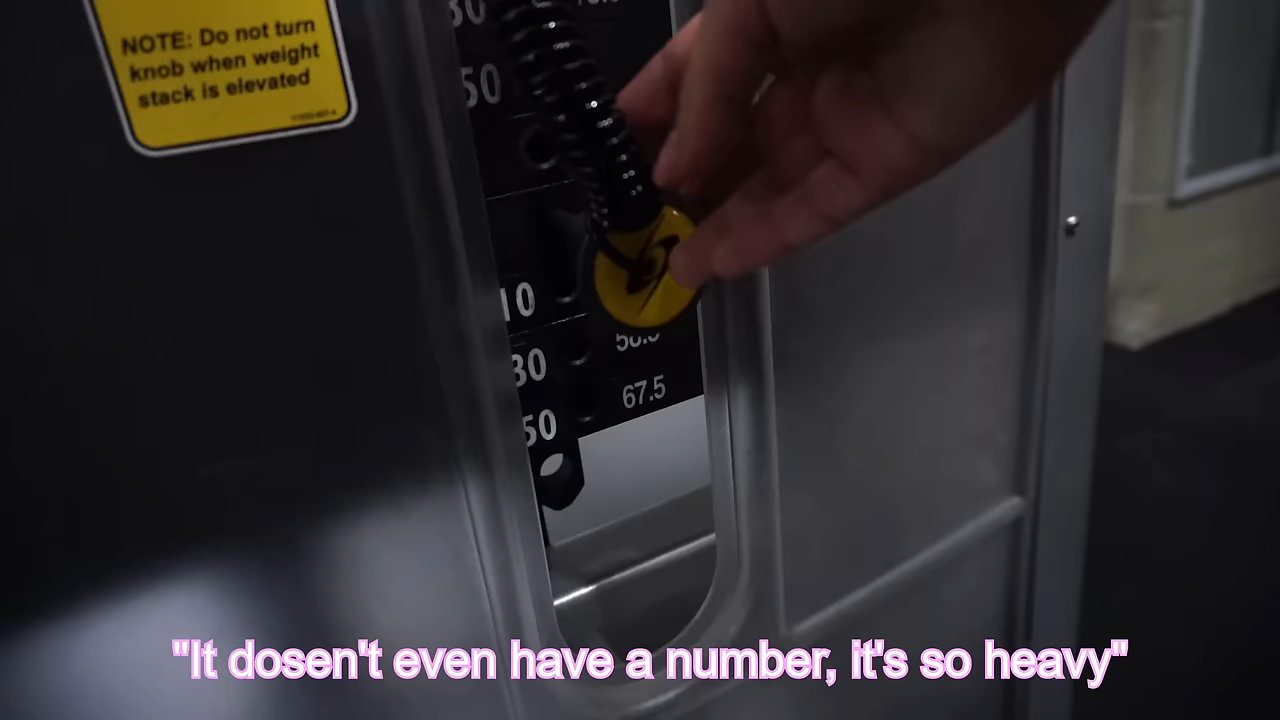 NOTE: Do not turn
knob when weight
stack is elevated
30
50
10
30
67.5
50
"It dosen't even have a number, it's so heavy"